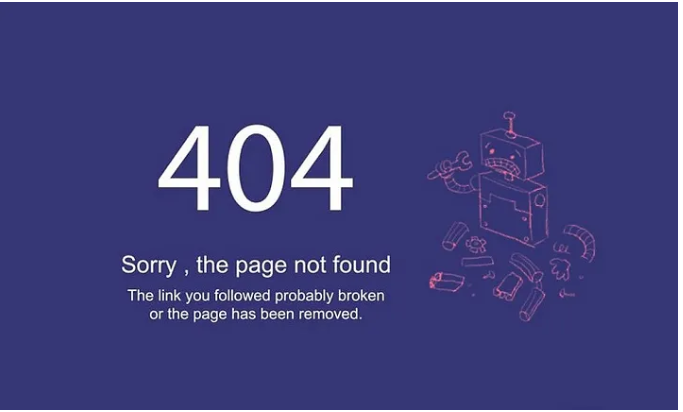 404
Sorry , the page not found
The link you followed probably broken
or the page has been removed.